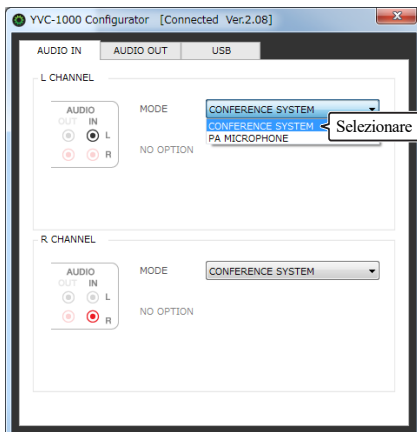 YVC-1000 Configurator [Connected Ver.2.08]
AUDIO IN AUDIO OUT USB
L CHANNEL
AUDIO
OUT IN
L
R
MODE CONFERENCE SYSTEM
CONFERENCE SYSTEM
PA MICROPHONE
Selezionare
NO OPTION
R CHANNEL
AUDIO
OUT IN
L
R
MODE CONFERENCE SYSTEM
NO OPTION